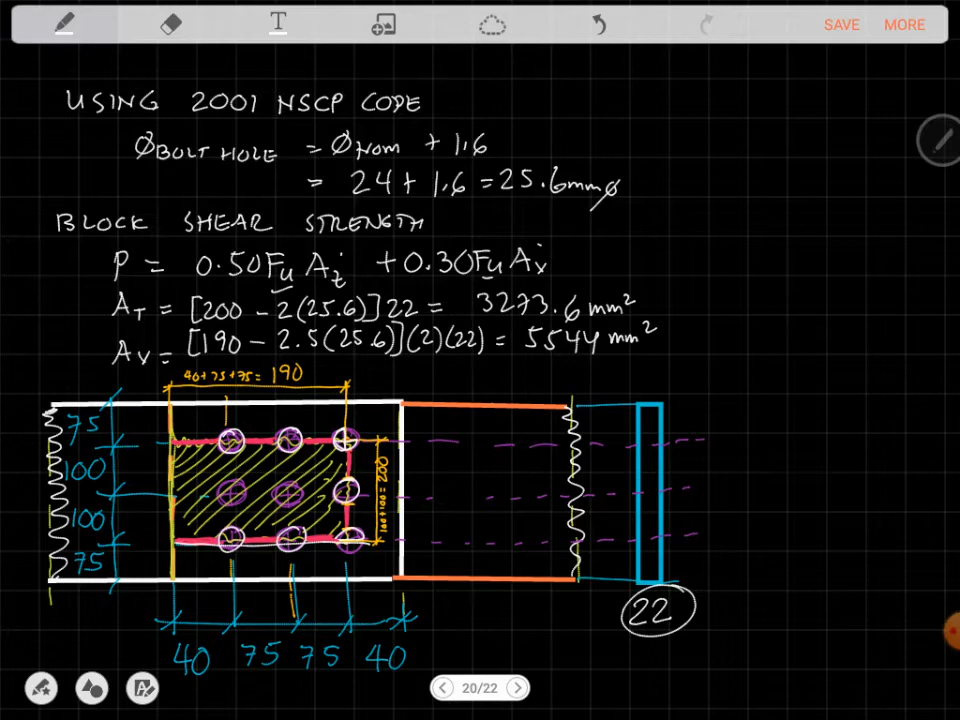 T
SAVE MORE
USING 2001 NSCP CODE
ØBOLT HOLE = ØNOM + 1.6
= 24 + 1.6 = 25.6mmø
BLOCK SHEAR STRENGTH
P = 0.50Fu At + 0.30Fu Av
AT = [200 - 2(25.6)]22 = 3273.6 mm²
Av = [190 - 2.5(25.6)](2)(22) = 5544 mm²
40+75+75= 190
75
100
100
75
100+100=200
22
40 75 75 40
A
20/22